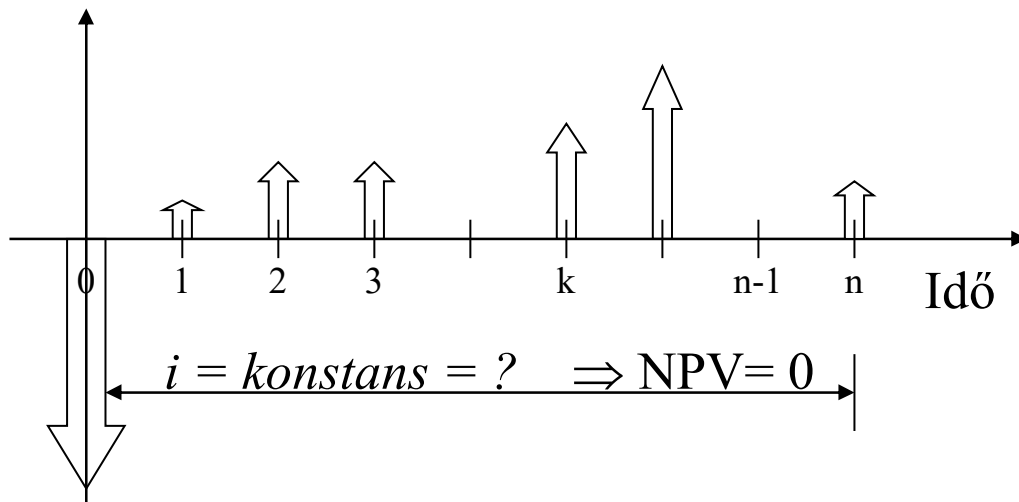 0 1 2 3 k n-1 n Idő
i = konstans = ? ⇒ NPV= 0